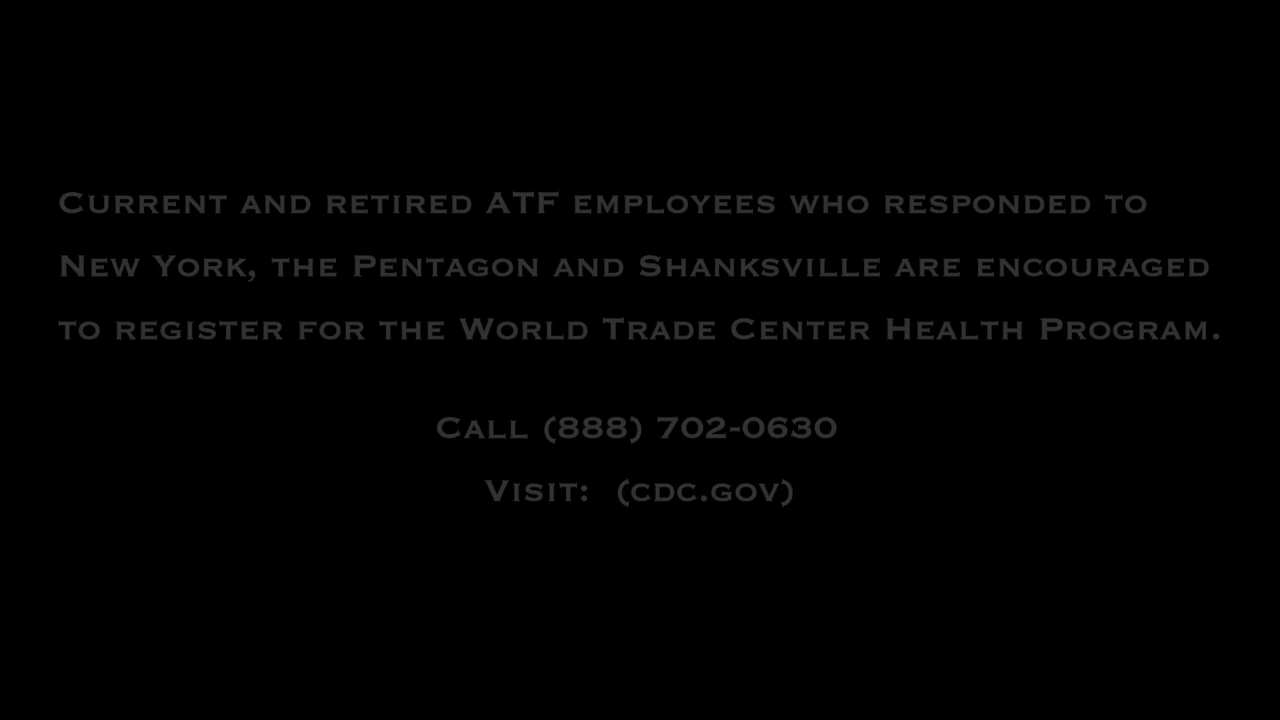 Current and retired ATF employees who responded to
New York, the Pentagon and Shanksville are encouraged
to register for the World Trade Center Health Program.
Call (888) 702-0630
Visit: (cdc.gov)